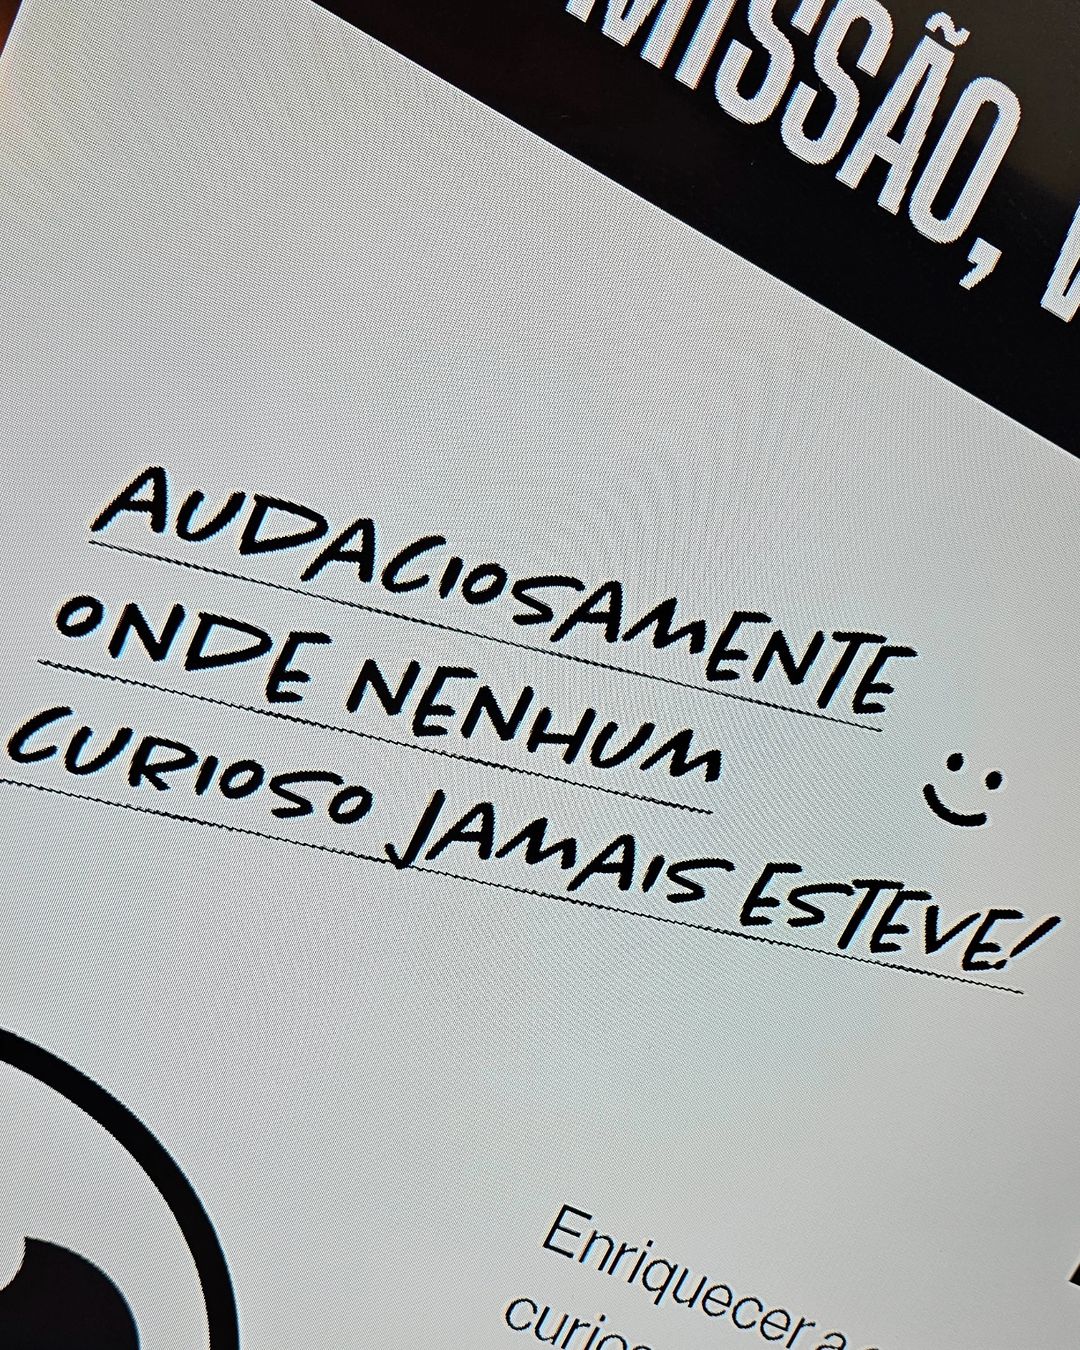 MISSÃO,
AUDACIOSAMENTE
ONDE NENHUM
CURIOSO JAMAIS ESTEVE!
Enriquecer a